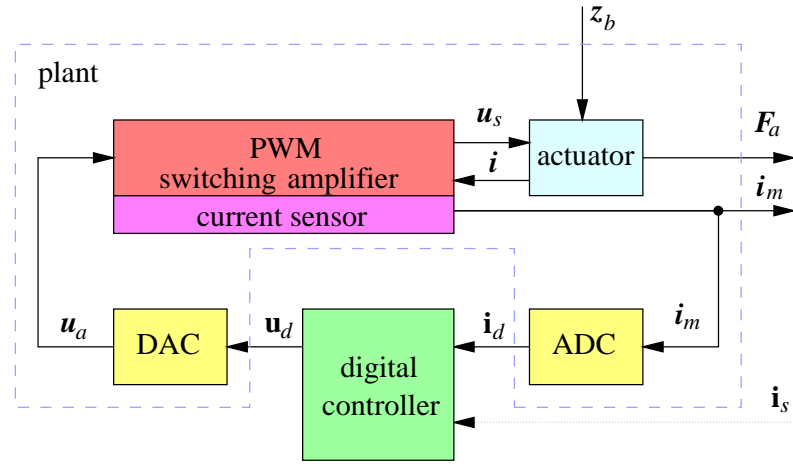 z_b
plant
PWM
switching amplifier
current sensor
u_s
i
actuator
F_a
i_m
u_a
DAC
u_d
digital
controller
i_d
ADC
i_m
i_s